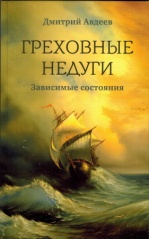 Дмитрий Авдеев
ГРЕХОВНЫЕ
НЕДУГИ
Зависимые состояния